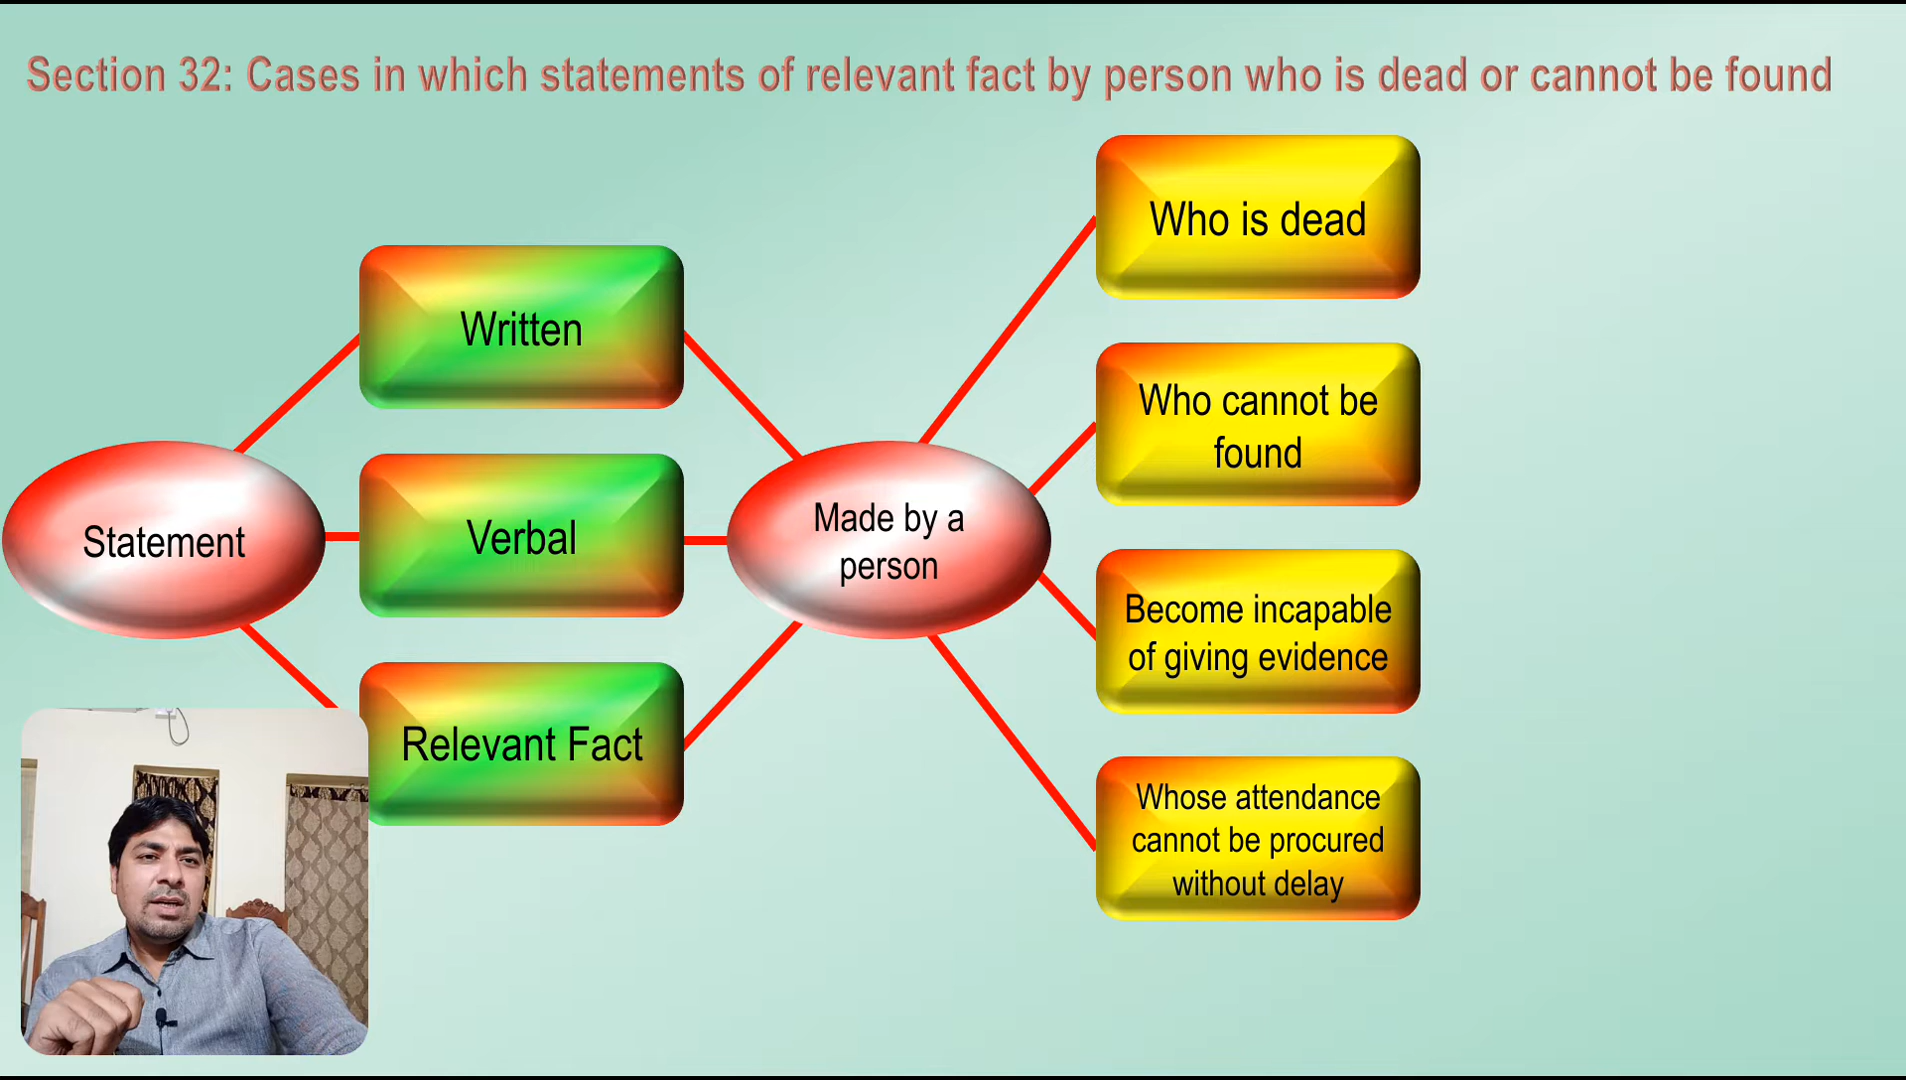 Section 32: Cases in which statements of relevant fact by person who is dead or cannot be found
Statement
Written
Verbal
Relevant Fact
Made by a
person
Who is dead
Who cannot be
found
Become incapable
of giving evidence
Whose attendance
cannot be procured
without delay